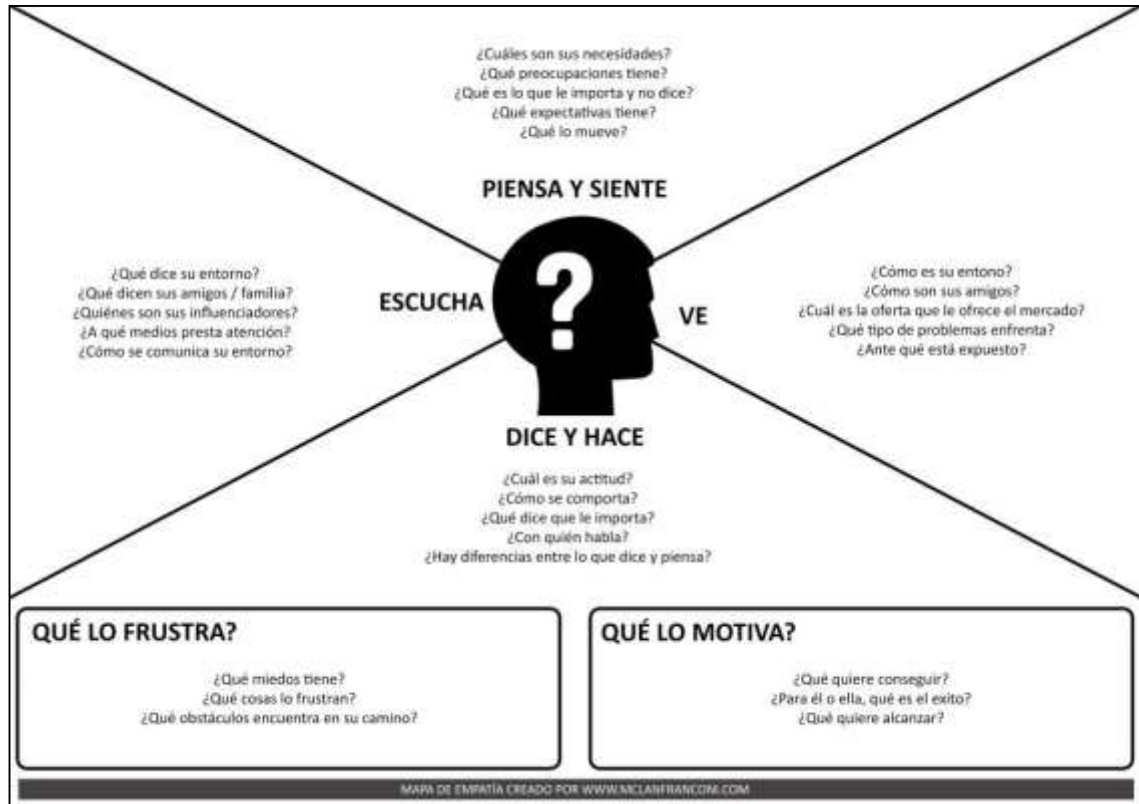 ¿Cuáles son sus necesidades?
¿Qué preocupaciones tiene?
¿Qué es lo que le importa y no dice?
¿Qué expectativas tiene?
¿Qué lo mueve?
PIENSA Y SIENTE
¿Qué dice su entorno?
¿Qué dicen sus amigos / familia?
¿Quiénes son sus influenciadores?
¿A qué medios presta atención?
¿Cómo se comunica su entorno?
ESCUCHA
?
VE
¿Cómo es su entono?
¿Cómo son sus amigos?
¿Cuál es la oferta que le ofrece el mercado?
¿Qué tipo de problemas enfrenta?
¿Ante qué está expuesto?
DICE Y HACE
¿Cuál es su actitud?
¿Cómo se comporta?
¿Qué dice que le importa?
¿Con quién habla?
¿Hay diferencias entre lo que dice y piensa?
QUÉ LO FRUSTRA?
¿Qué miedos tiene?
¿Qué cosas lo frustran?
¿Qué obstáculos encuentra en su camino?
QUÉ LO MOTIVA?
¿Qué quiere conseguir?
¿Para él o ella, qué es el exito?
¿Qué quiere alcanzar?
MAPA DE EMPATÍA CREADO POR WWW.MCLANFRANCONI.COM